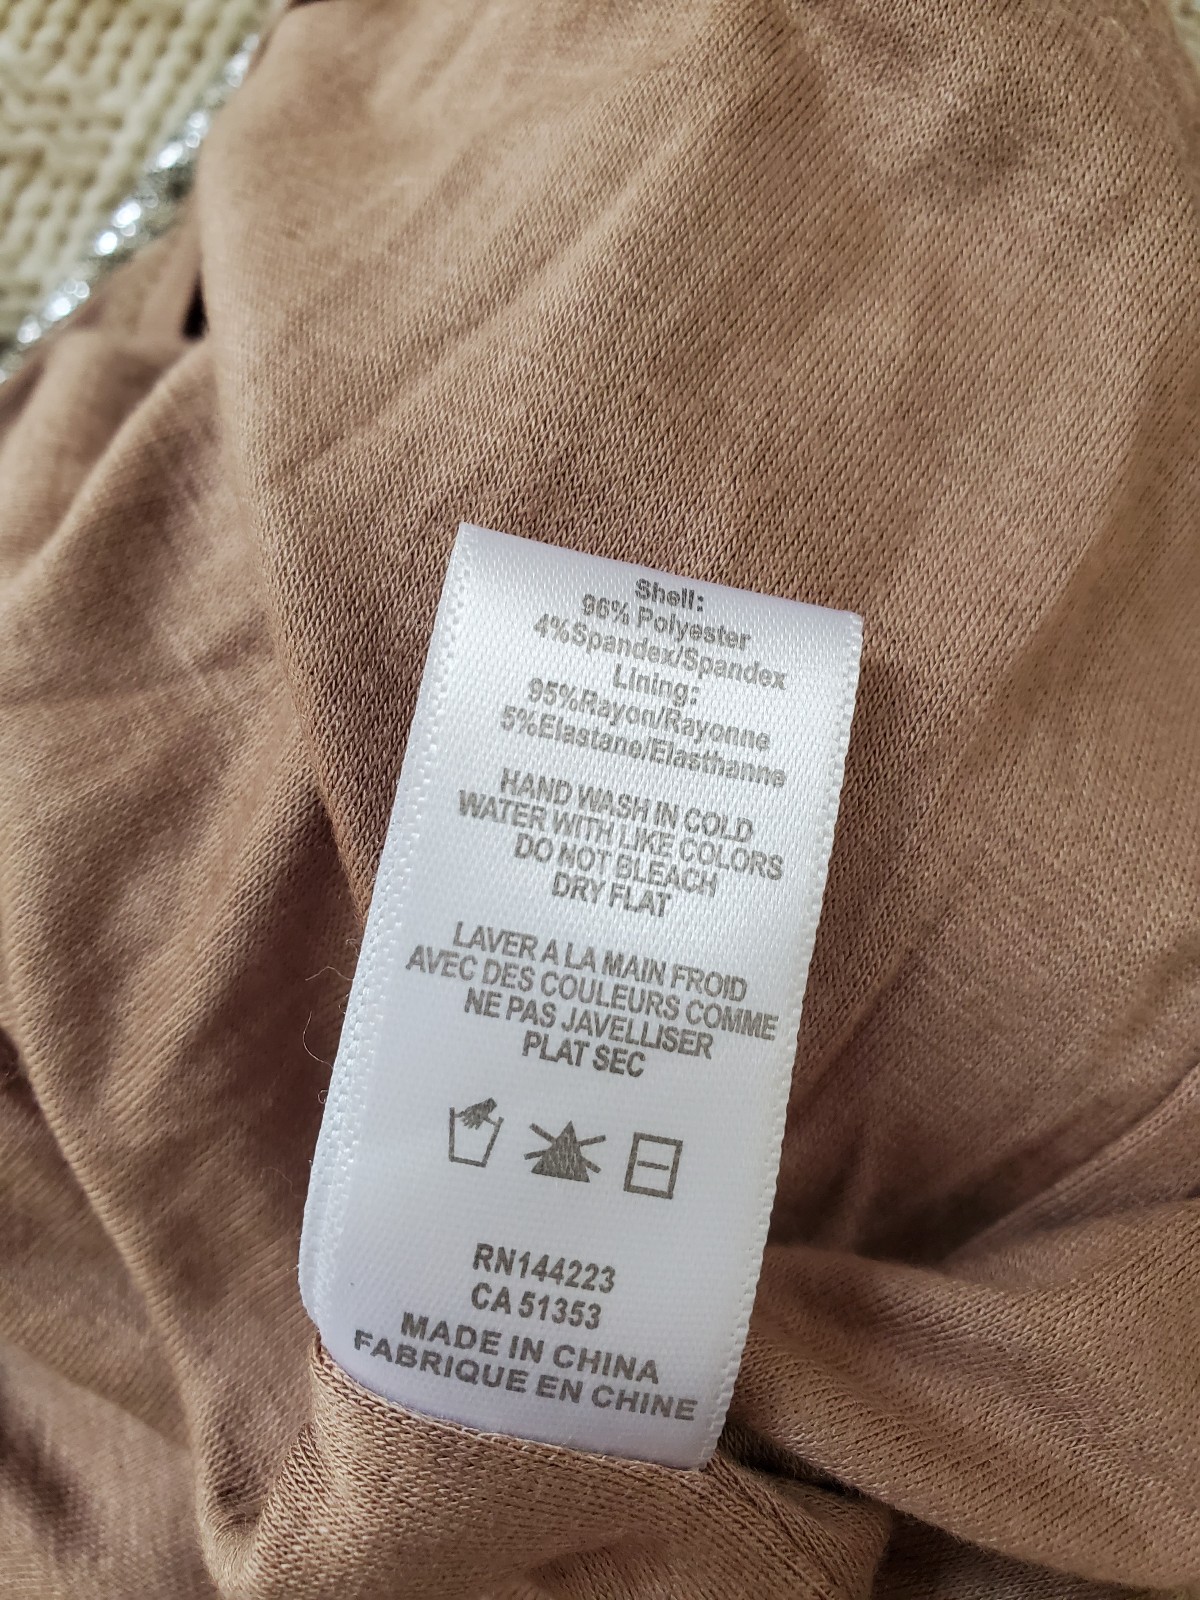 Shell:
96% Polyester
4%Spandex/Spandex
Lining:
95%Rayon/Rayonne
5%Elastane/Elasthanne
HAND WASH IN COLD
WATER WITH LIKE COLORS
DO NOT BLEACH
DRY FLAT
LAVER A LA MAIN FROID
AVEC DES COULEURS COMME
NE PAS JAVELLISER
PLAT SEC
RN144223
CA 51353
MADE IN CHINA
FABRIQUE EN CHINE